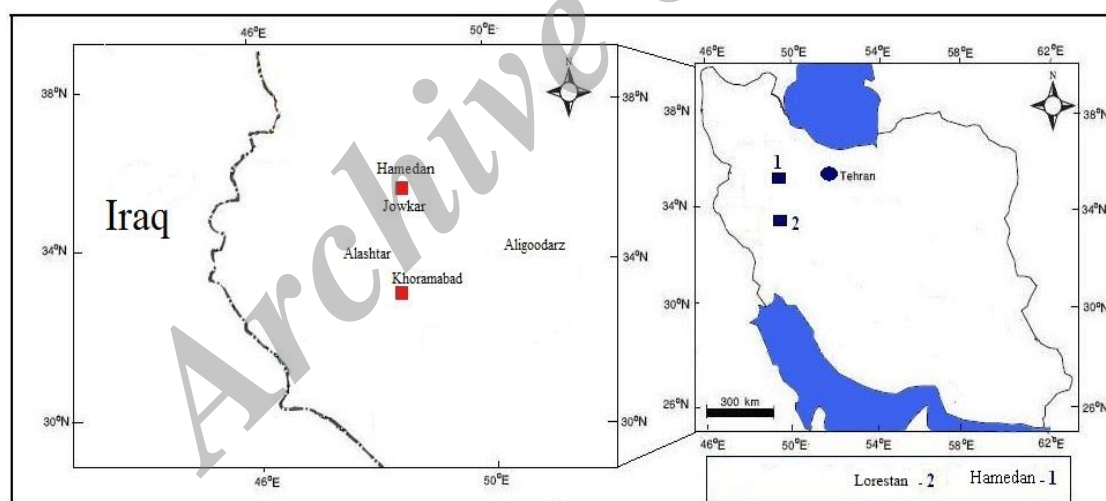 46°E 50°E
N
38°N 38°N
Hamedan
Jowkar
Iraq
Alashtar
Aligoodarz
34°N 34°N
Khoramabad
30°N 30°N
46°E 50°E
46°E 50°E 54°E 58°E 62°E
N
38°N 38°N
1
Tehran
34°N 34°N
2
30°N 30°N
300 km
26°N 26°N
46°E 50°E 54°E 58°E 62°E
Lorestan - 2 Hamedan - 1
Archive